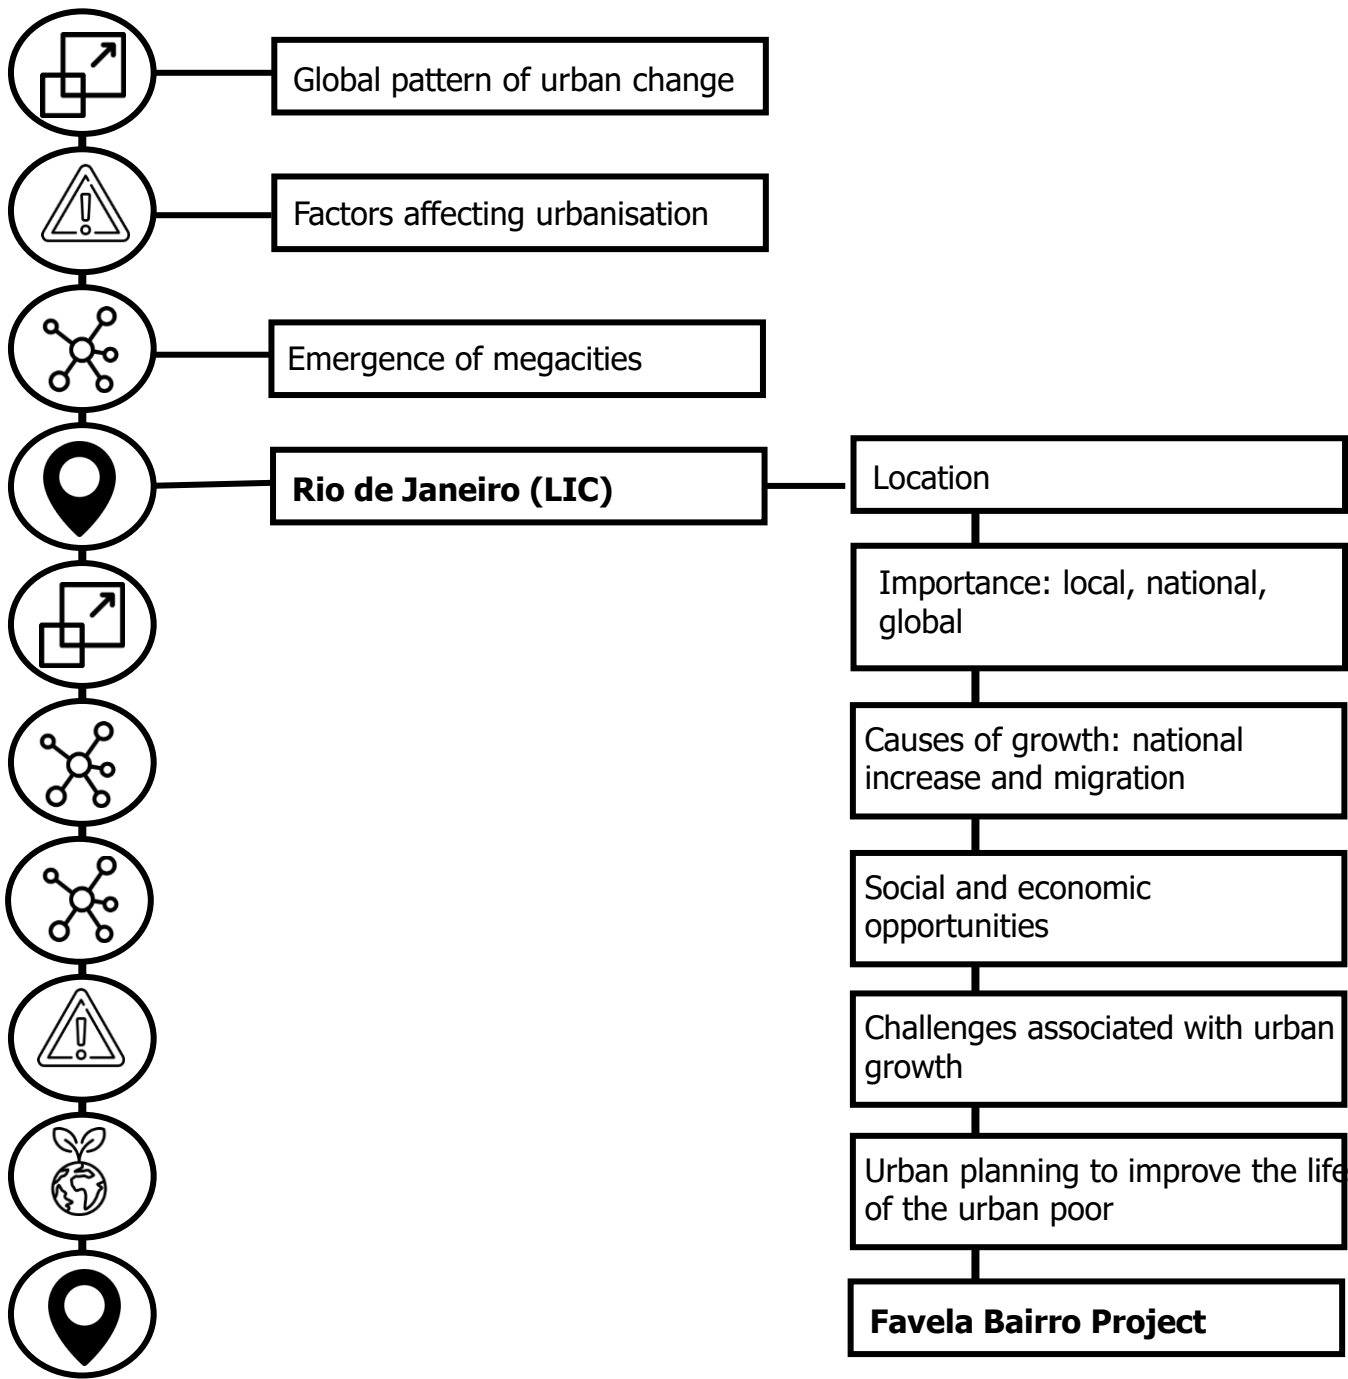 Global pattern of urban change
Factors affecting urbanisation
Emergence of megacities
Rio de Janeiro (LIC)
Location
Importance: local, national,
global
Causes of growth: national
increase and migration
Social and economic
opportunities
Challenges associated with urban
growth
Urban planning to improve the life
of the urban poor
Favela Bairro Project